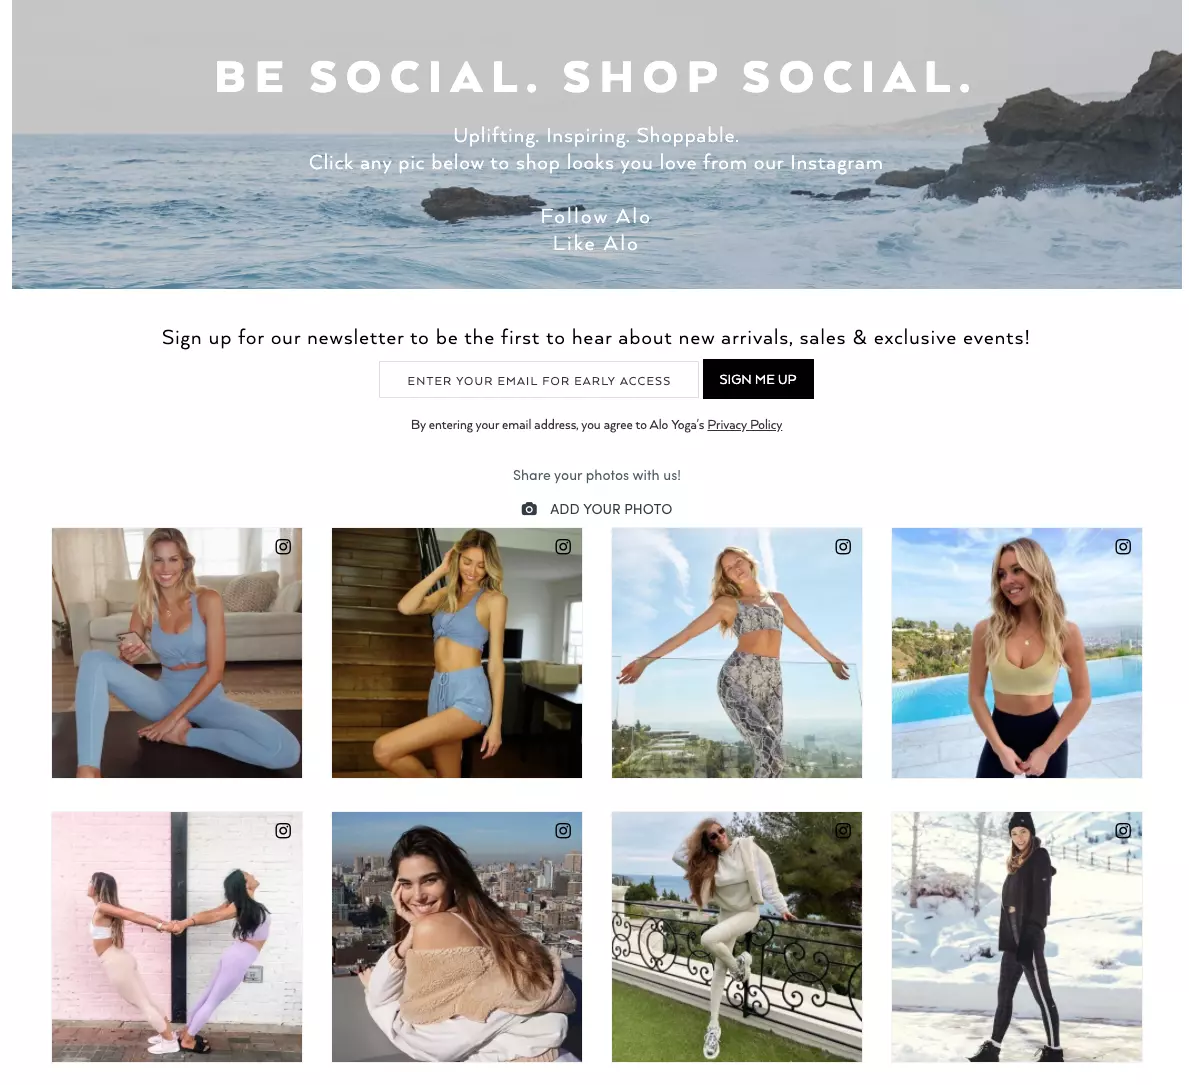 BE SOCIAL. SHOP SOCIAL.
Uplifting. Inspiring. Shoppable.
Click any pic below to shop looks you love from our Instagram
Follow Alo
Like Alo
Sign up for our newsletter to be the first to hear about new arrivals, sales & exclusive events!
ENTER YOUR EMAIL FOR EARLY ACCESS
SIGN ME UP
By entering your email address, you agree to Alo Yoga's Privacy Policy
Share your photos with us!
ADD YOUR PHOTO